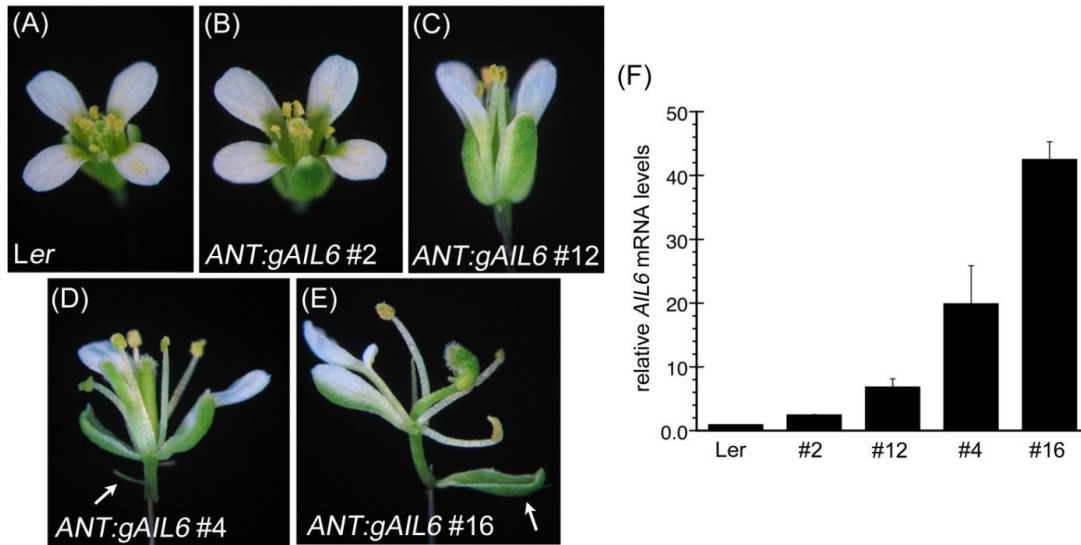 (A)
Ler
(B)
ANT:gAIL6 #2
(C)
ANT:gAIL6 #12
(D)
ANT:gAIL6 #4
(E)
ANT:gAIL6 #16
(F)
relative AIL6 mRNA levels
50
40
30
20
10
0.0
Ler #2 #12 #4 #16